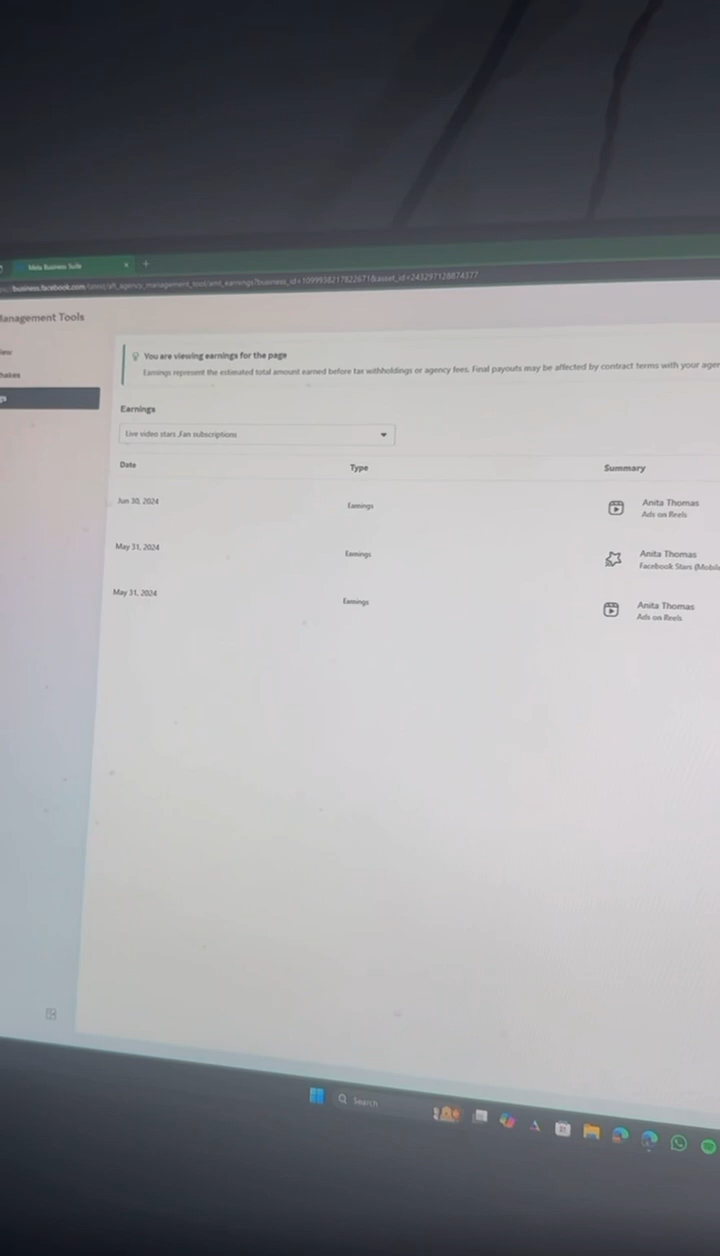 Meta Business Suite
business.facebook.com/latest/afl_agency_management_tool/amt_earnings?business_id=1099938217822671&asset_id=243297128874377
Management Tools
You are viewing earnings for the page
Earnings represent the estimated total amount earned before tax withholdings or agency fees. Final payouts may be affected by contract terms with your
Earnings
Live video stars ,Fan subscriptions
Date Type Summary
Jun 30, 2024 Earnings Anita Thomas
Ads on Reels
May 31, 2024 Earnings Anita Thomas
Facebook Stars (Mobile
May 31, 2024 Earnings Anita Thomas
Ads on Reels
Search